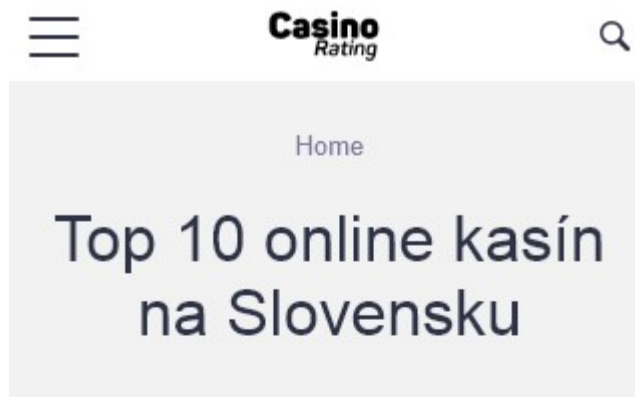 Casino
Rating
Home
Top 10 online kasín
na Slovensku